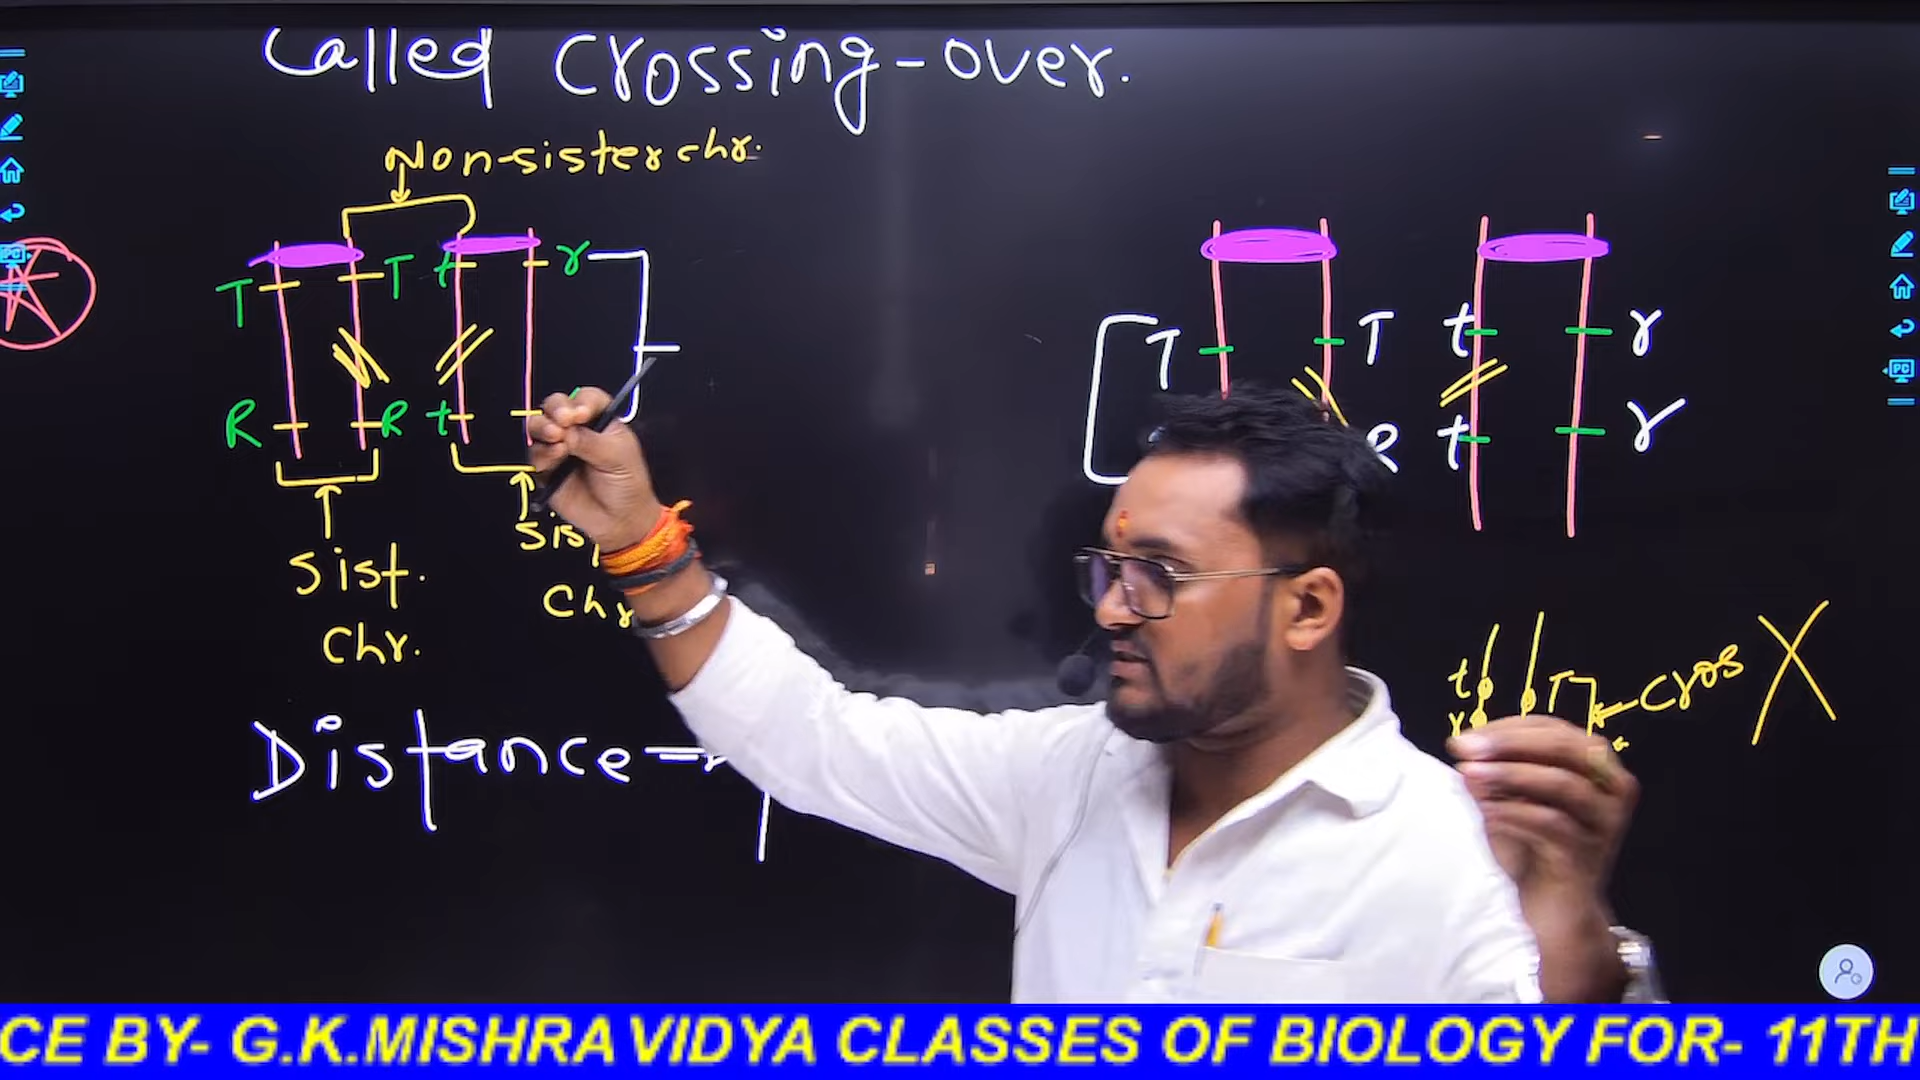 Called Crossing-over.
Non-sister chr.
T T t r
R R t
Sist. Chr.
Sis
Chr
Distance
T T t r
R t r
t T Cros X
r
CE BY- G.K.MISHRA VIDYA CLASSES OF BIOLOGY FOR- 11TH